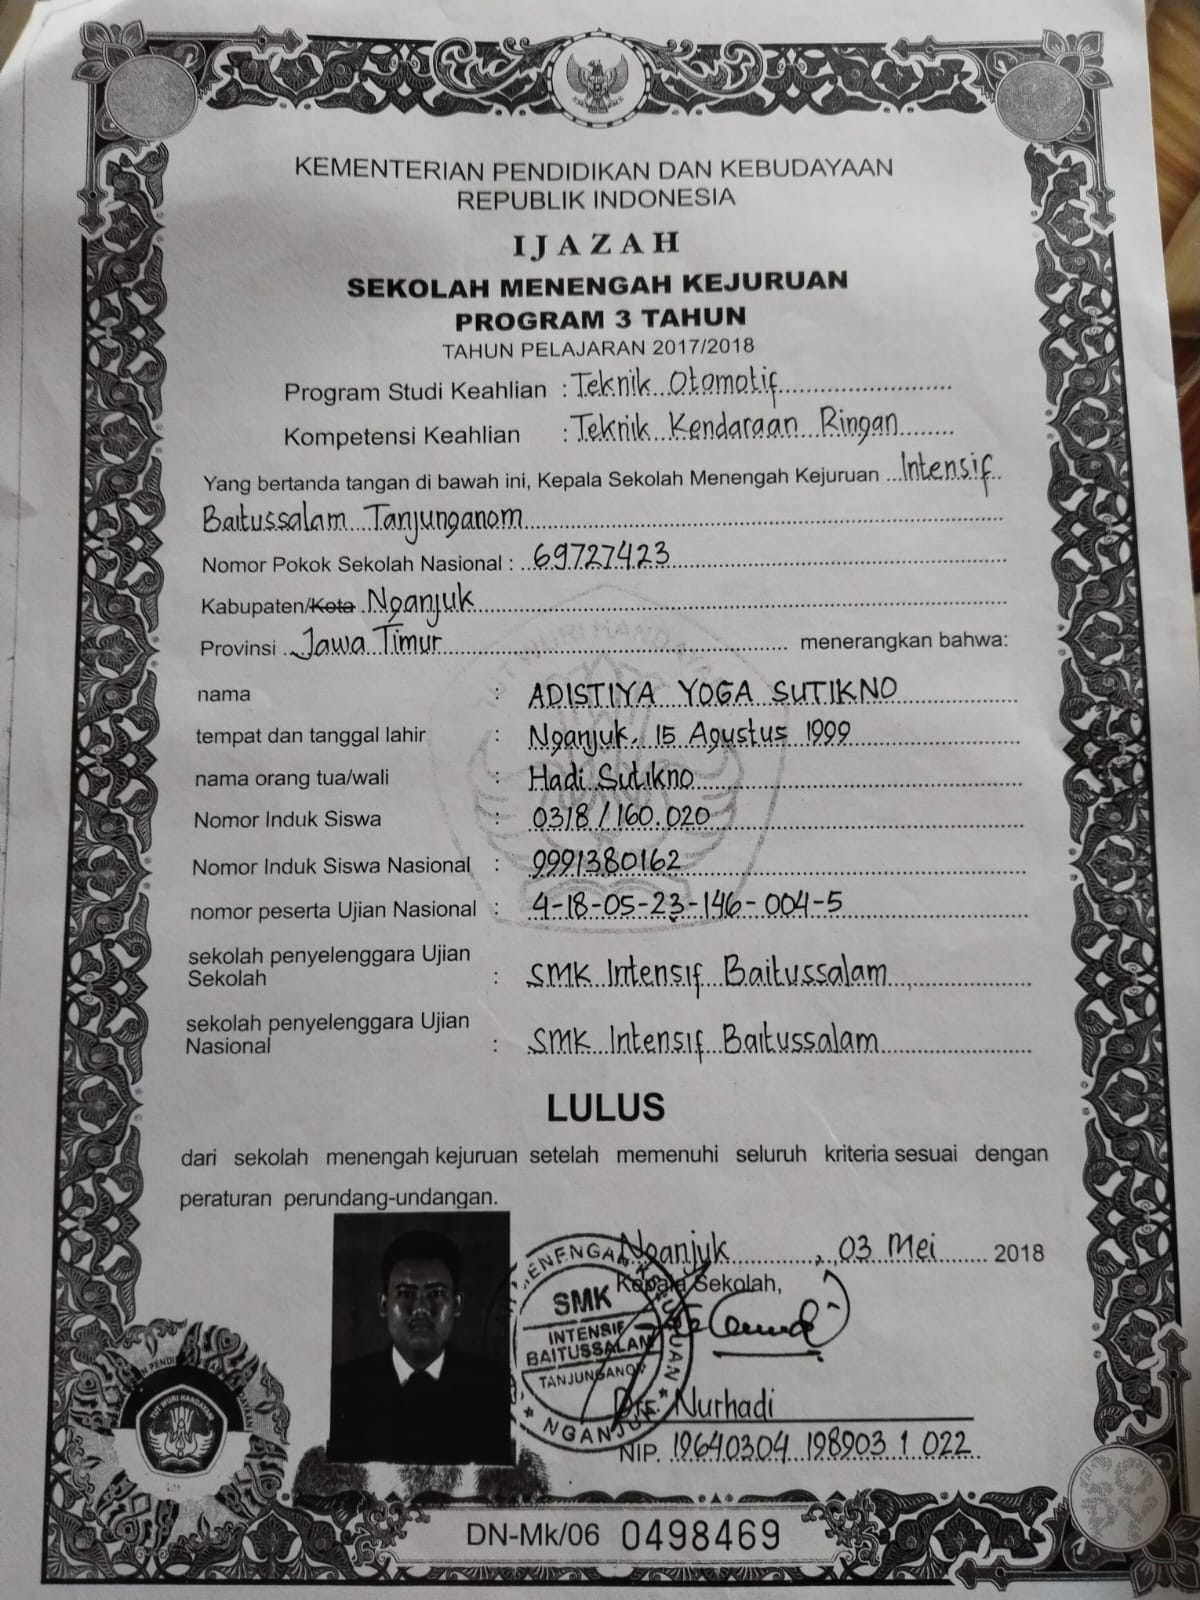 KEMENTERIAN PENDIDIKAN DAN KEBUDAYAAN
REPUBLIK INDONESIA
IJAZAH
SEKOLAH MENENGAH KEJURUAN
PROGRAM 3 TAHUN
TAHUN PELAJARAN 2017/2018
Program Studi Keahlian : Teknik Otomotif
Kompetensi Keahlian : Teknik Kendaraan Ringan
Yang bertanda tangan di bawah ini, Kepala Sekolah Menengah Kejuruan Intensif
Baitussalam Tanjunganom
Nomor Pokok Sekolah Nasional : 69727423
Kabupaten/Kota Nganjuk
Provinsi Jawa Timur menerangkan bahwa:
nama : ADISTIYA YOGA SUTIKNO
tempat dan tanggal lahir : Nganjuk, 15 Agustus 1999
nama orang tua/wali : Hadi Sutikno
Nomor Induk Siswa : 0318/160.020
Nomor Induk Siswa Nasional : 9991380162
nomor peserta Ujian Nasional : 4-18-05-23-146-004-5
sekolah penyelenggara Ujian
Sekolah : SMK Intensif Baitussalam
sekolah penyelenggara Ujian
Nasional : SMK Intensif Baitussalam
LULUS
dari sekolah menengah kejuruan setelah memenuhi seluruh kriteria sesuai dengan
peraturan perundang-undangan.
Nganjuk, 03 Mei 2018
Kepala Sekolah,
MENENGAH KEJURUAN
SMK
INTENSIF
BAITUSSALAM
TANJUNGANOM
NGANJUK
Drs. Nurhadi
NIP. 19640304 198903 1 022
TUT WURI HANDAYANI
DN-Mk/06 0498469